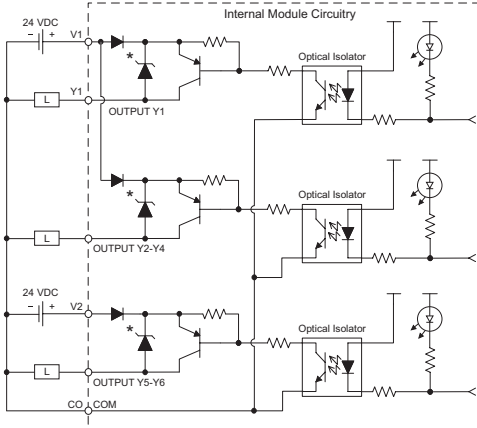 Internal Module Circuitry
24 VDC
− +
V1
Optical Isolator
*
Y1
L
OUTPUT Y1
Optical Isolator
*
L
OUTPUT Y2-Y4
24 VDC
− +
V2
Optical Isolator
*
L
OUTPUT Y5-Y6
CO COM